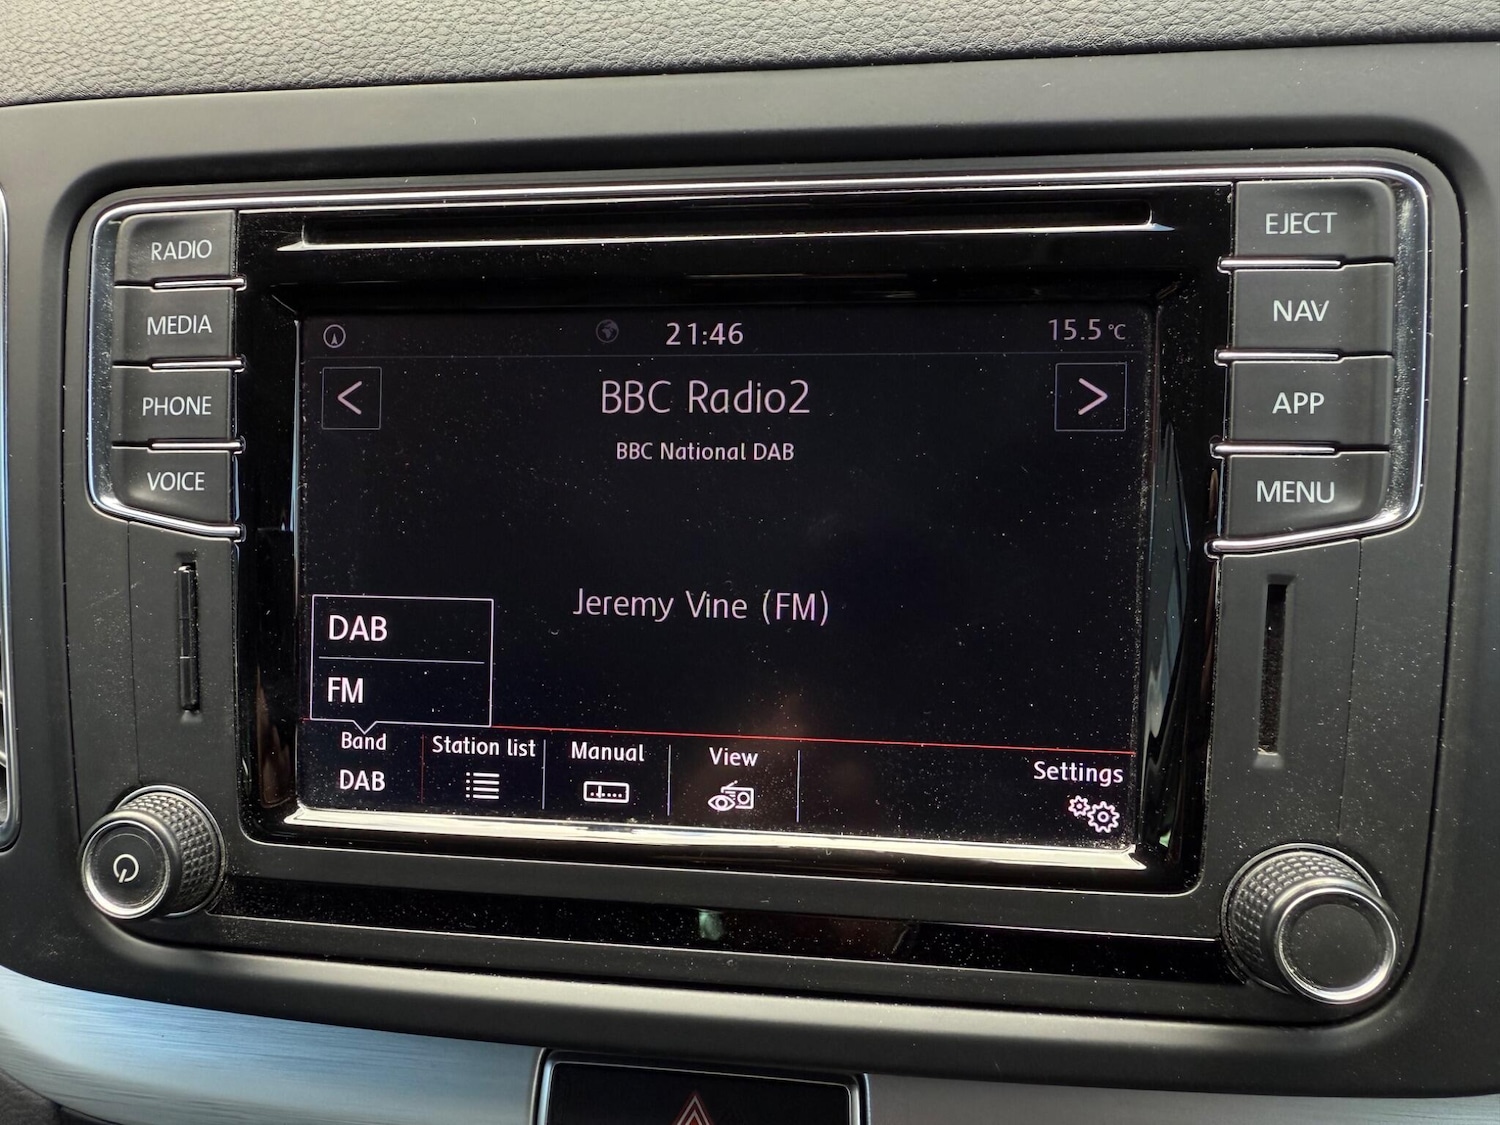 RADIO
MEDIA
PHONE
VOICE
EJECT
NAV
APP
MENU
21:46
15.5 °C
<
BBC Radio2
>
BBC National DAB
Jeremy Vine (FM)
DAB
FM
Band
DAB
Station list
Manual
View
Settings